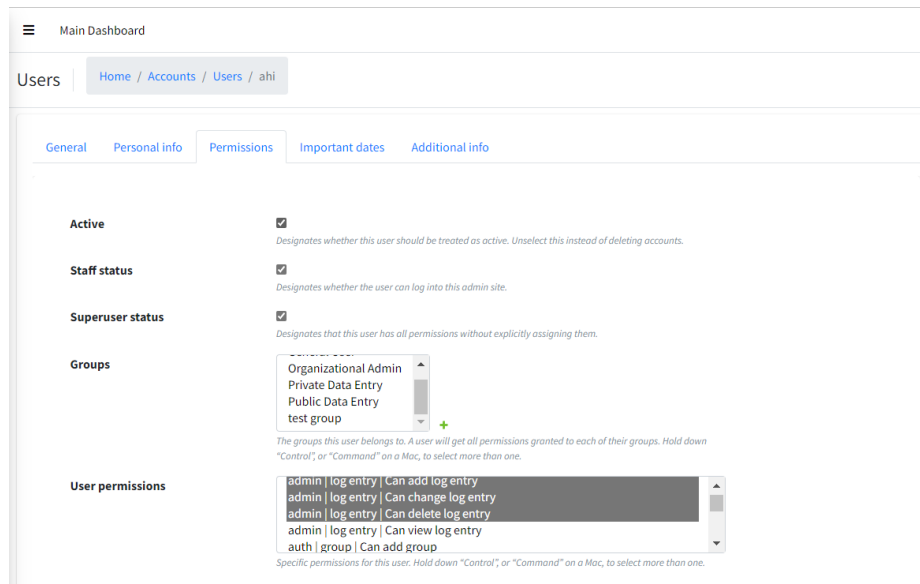 Main Dashboard
Users
Home / Accounts / Users / ahi
General Personal info Permissions Important dates Additional info
Active
Designates whether this user should be treated as active. Unselect this instead of deleting accounts.
Staff status
Designates whether the user can log into this admin site.
Superuser status
Designates that this user has all permissions without explicitly assigning them.
Groups
Organizational Admin
Private Data Entry
Public Data Entry
test group
The groups this user belongs to. A user will get all permissions granted to each of their groups. Hold down
“Control”, or “Command” on a Mac, to select more than one.
User permissions
admin | log entry | Can add log entry
admin | log entry | Can change log entry
admin | log entry | Can delete log entry
admin | log entry | Can view log entry
auth | group | Can add group
Specific permissions for this user. Hold down “Control”, or “Command” on a Mac, to select more than one.